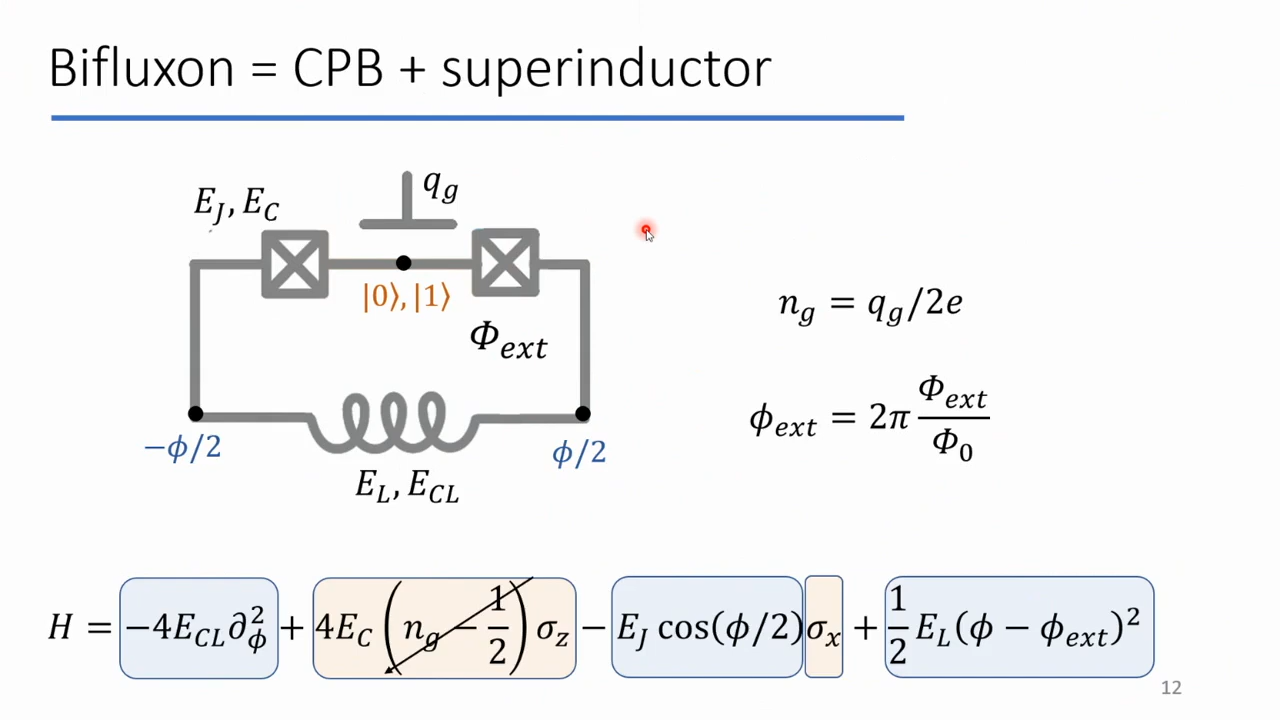 Bifluxon = CPB + superinductor
E_J, E_C
q_g
|0⟩, |1⟩
Φ_ext
−ϕ/2
ϕ/2
E_L, E_CL
n_g = q_g/2e
ϕ_ext = 2π Φ_ext/Φ_0
H = −4E_CL ∂_ϕ^2 + 4E_C (n_g − 1/2) σ_z − E_J cos(ϕ/2) σ_x + 1/2 E_L(ϕ − ϕ_ext)^2
12